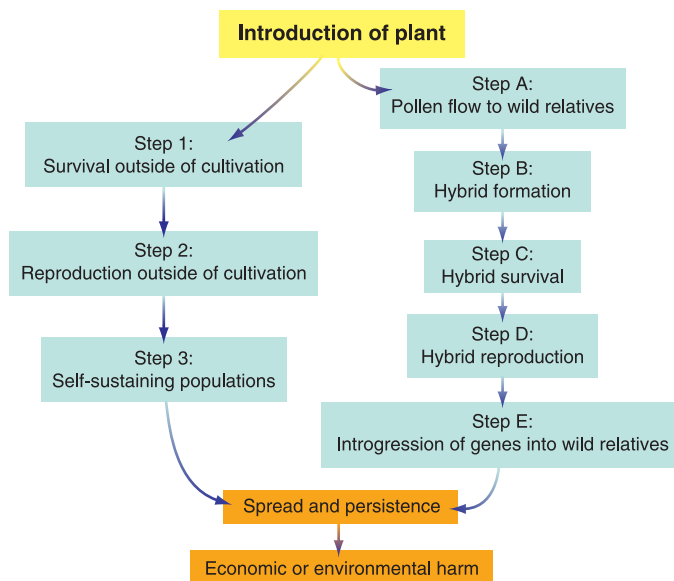 Introduction of plant
Step 1:
Survival outside of cultivation
Step 2:
Reproduction outside of cultivation
Step 3:
Self-sustaining populations
Step A:
Pollen flow to wild relatives
Step B:
Hybrid formation
Step C:
Hybrid survival
Step D:
Hybrid reproduction
Step E:
Introgression of genes into wild relatives
Spread and persistence
Economic or environmental harm